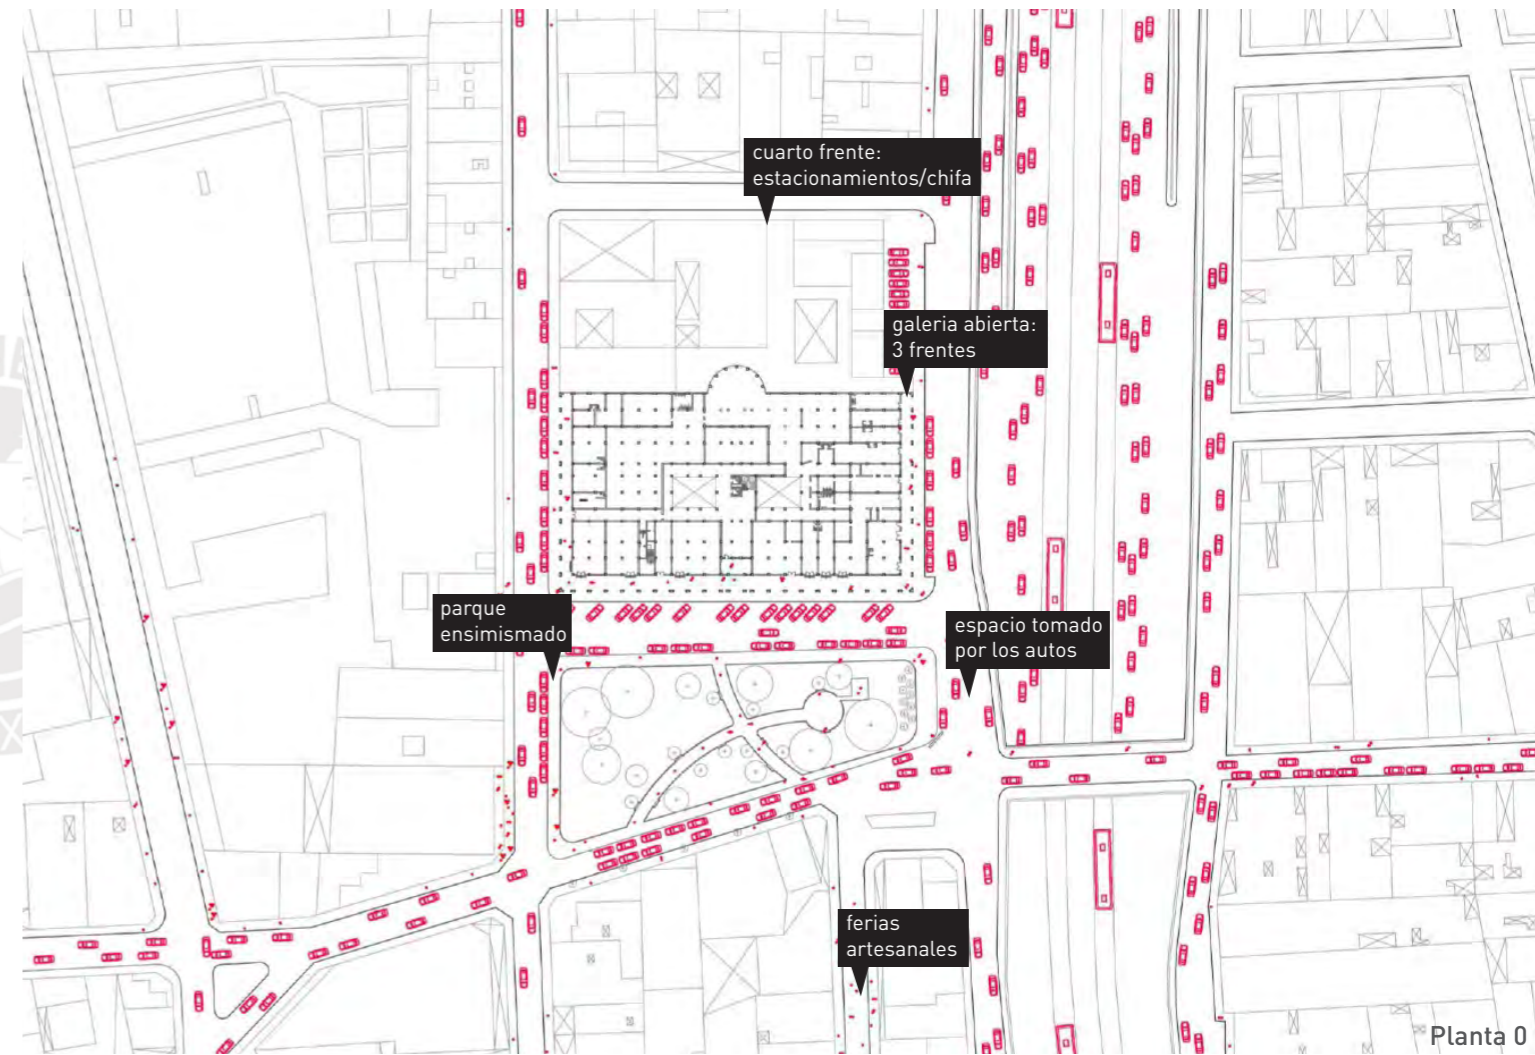 cuarto frente:
estacionamientos/chifa
galeria abierta:
3 frentes
parque
ensimismado
espacio tomado
por los autos
ferias
artesanales
Planta 0